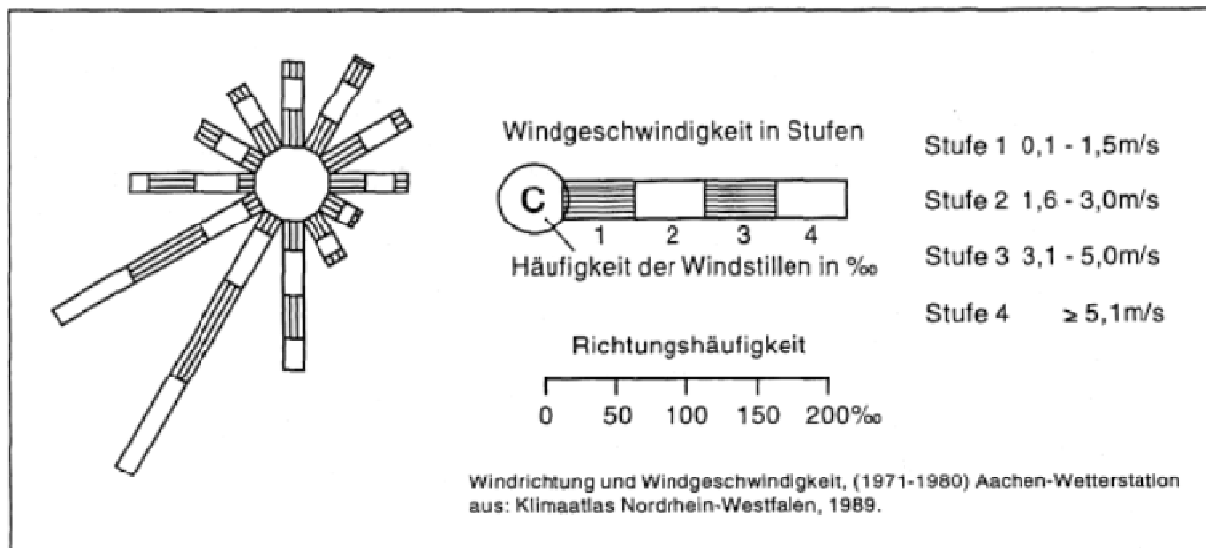 Windgeschwindigkeit in Stufen
C
1 2 3 4
Häufigkeit der Windstillen in ‰
Stufe 1 0,1 - 1,5m/s
Stufe 2 1,6 - 3,0m/s
Stufe 3 3,1 - 5,0m/s
Stufe 4 ≥ 5,1m/s
Richtungshäufigkeit
0 50 100 150 200‰
Windrichtung und Windgeschwindigkeit, (1971-1980) Aachen-Wetterstation
aus: Klimaatlas Nordrhein-Westfalen, 1989.